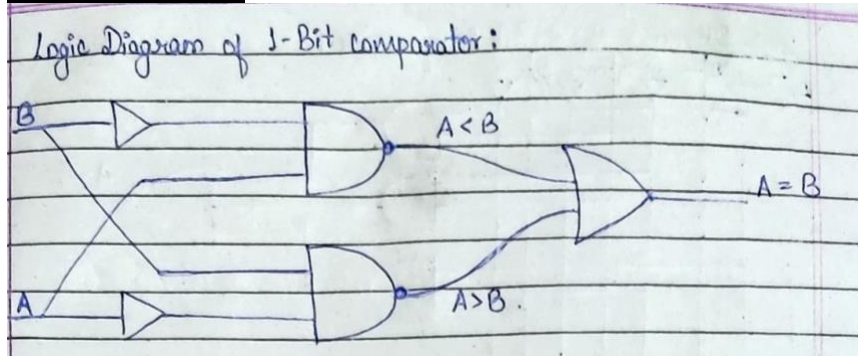 Logic Diagram of 1-Bit comparator:
B
A<B
A = B
A
A>B.